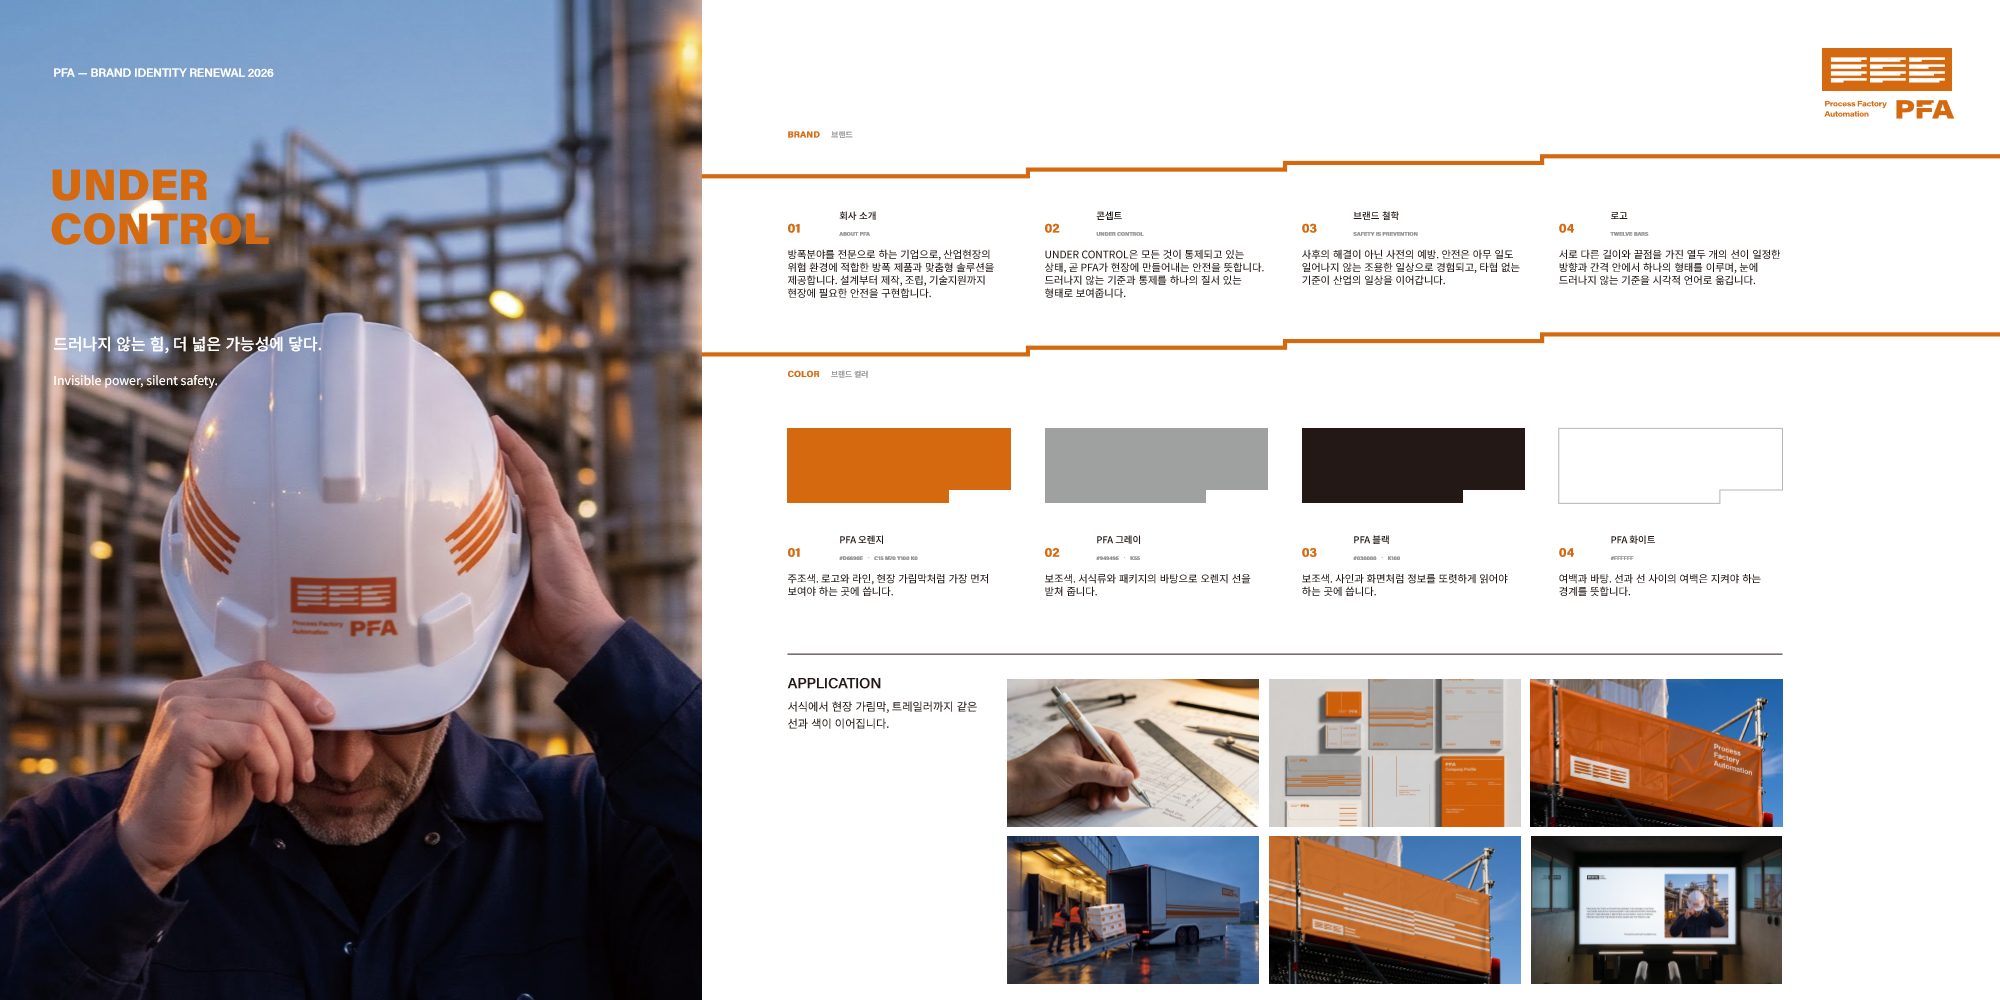 PFA — BRAND IDENTITY RENEWAL 2026
UNDER
CONTROL
드러나지 않는 힘, 더 넓은 가능성에 닿다.
Invisible power, silent safety.
Process Factory
Automation
PFA
Process Factory
Automation
PFA
BRAND 브랜드
01
회사 소개
ABOUT PFA
방폭분야를 전문으로 하는 기업으로, 산업현장의
위험 환경에 적합한 방폭 제품과 맞춤형 솔루션을
제공합니다. 설계부터 제작, 조립, 기술지원까지
현장에 필요한 안전을 구현합니다.
02
콘셉트
UNDER CONTROL
UNDER CONTROL은 모든 것이 통제되고 있는
상태, 곧 PFA가 현장에 만들어내는 안전을 뜻합니다.
드러나지 않는 기준과 통제를 하나의 질서 있는
형태로 보여줍니다.
03
브랜드 철학
SAFETY IS PREVENTION
사후의 해결이 아닌 사전의 예방. 안전은 아무 일도
일어나지 않는 조용한 일상으로 경험되고, 타협 없는
기준이 산업의 일상을 이어갑니다.
04
로고
TWELVE BARS
서로 다른 길이와 끝점을 가진 열두 개의 선이 일정한
방향과 간격 안에서 하나의 형태를 이루며, 눈에
드러나지 않는 기준을 시각적 언어로 옮깁니다.
COLOR 브랜드 컬러
01
PFA 오렌지
C15 M70 Y100 K0
주조색. 로고와 라인, 현장 가림막처럼 가장 먼저
보여야 하는 곳에 씁니다.
02
PFA 그레이
K55
보조색. 서식류와 패키지의 바탕으로 오렌지 선을
받쳐 줍니다.
03
PFA 블랙
K100
보조색. 사인과 화면처럼 정보를 또렷하게 읽어야
하는 곳에 씁니다.
04
PFA 화이트
#FFFFFF
여백과 바탕. 선과 선 사이의 여백은 지켜야 하는
경계를 뜻합니다.
APPLICATION
서식에서 현장 가림막, 트레일러까지 같은
선과 색이 이어집니다.
PFA
Company Profile
Process
Factory
Automation